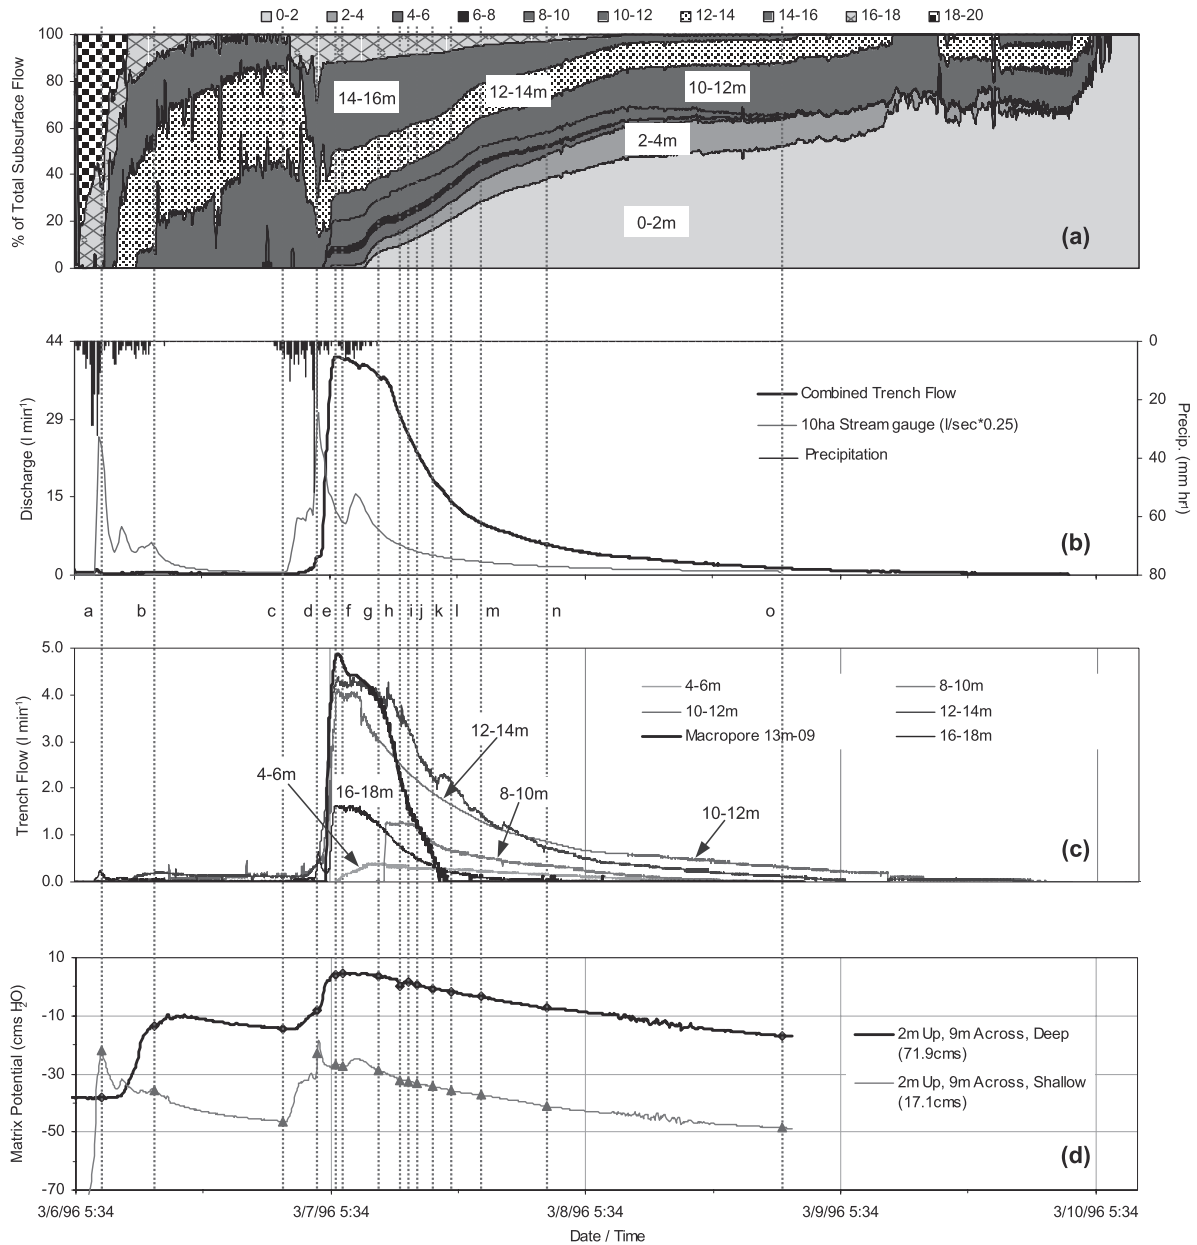 0-2 2-4 4-6 6-8 8-10 10-12 12-14 14-16 16-18 18-20
% of Total Subsurface Flow
100
80
60
40
20
0
14-16m
12-14m
10-12m
2-4m
0-2m
(a)
Discharge (l min⁻¹)
44
29
15
0
Combined Trench Flow
10ha Stream gauge (l/sec*0.25)
Precipitation
0
20
40
60
80
Precip. (mm hr¹)
(b)
a b c d e f g h i j k l m n o
Trench Flow (l min⁻¹)
5.0
4.0
3.0
2.0
1.0
0.0
4-6m 8-10m
10-12m 12-14m
Macropore 13m-09 16-18m
12-14m
4-6m
16-18m
8-10m
10-12m
(c)
Matrix Potential (cms H₂O)
10
-10
-30
-50
-70
2m Up, 9m Across, Deep
(71.9cms)
2m Up, 9m Across, Shallow
(17.1cms)
(d)
3/6/96 5:34 3/7/96 5:34 3/8/96 5:34 3/9/96 5:34 3/10/96 5:34
Date / Time